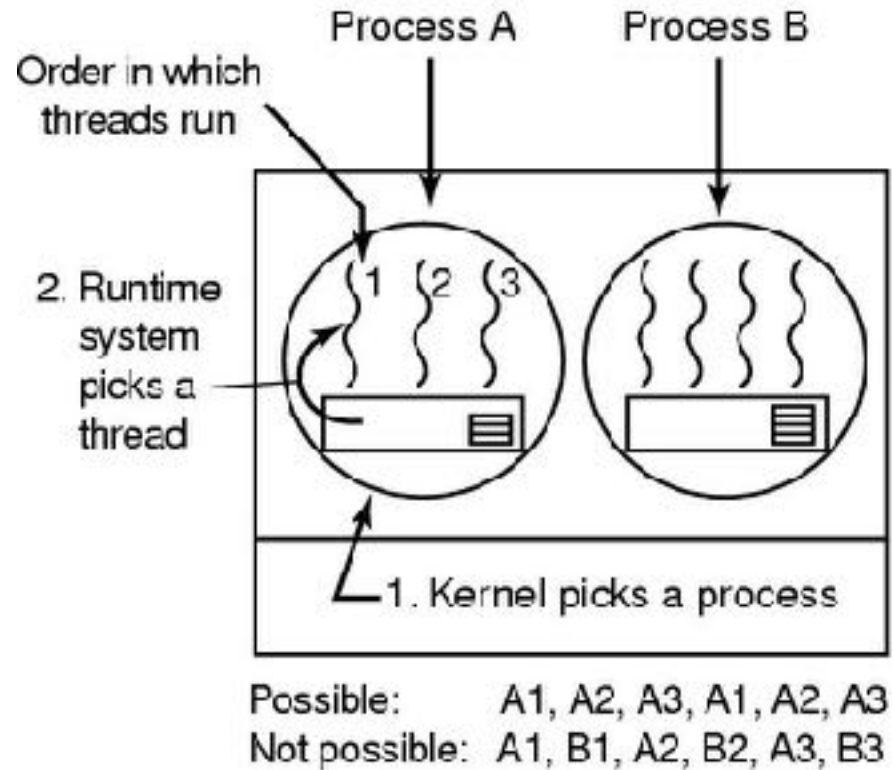 Process A
Process B
Order in which
threads run
1
2
3
2. Runtime
system
picks a
thread
1. Kernel picks a process
Possible: A1, A2, A3, A1, A2, A3
Not possible: A1, B1, A2, B2, A3, B3